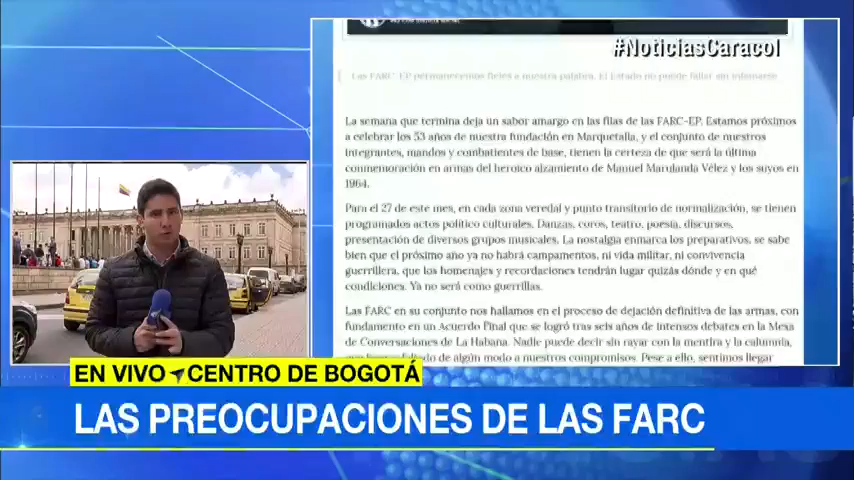 #NoticiasCaracol
Las FARC-EP permanecemos fieles a nuestra palabra. El Estado no puede faltar sin infamarse
La semana que termina deja un sabor amargo en las filas de las FARC-EP. Estamos próximos
a celebrar los 53 años de nuestra fundación en Marquetalia, y el conjunto de nuestros
integrantes, mandos y combatientes de base, tienen la certeza de que será la última
conmemoración en armas del heroico alzamiento de Manuel Marulanda Vélez y los suyos en
1964.
Para el 27 de este mes, en cada zona veredal y punto transitorio de normalización, se tienen
programados actos político culturales. Danzas, coros, teatro, poesía, discursos,
presentación de diversos grupos musicales. La nostalgia enmarca los preparativos, se sabe
bien que el próximo año ya no habrá campamentos, ni vida militar, ni convivencia
guerrillera, que los homenajes y recordaciones tendrán lugar quizás dónde y en qué
condiciones. Ya no será como guerrillas.
Las FARC en su conjunto nos hallamos en el proceso de dejación definitiva de las armas, con
fundamento en un Acuerdo Final que se logró tras seis años de intensos debates en la Mesa
de Conversaciones de La Habana. Nadie puede decir sin rayar con la mentira y la calumnia,
de algún modo a nuestros compromisos. Pese a ello, sentimos llegar
EN VIVO CENTRO DE BOGOTÁ
LAS PREOCUPACIONES DE LAS FARC